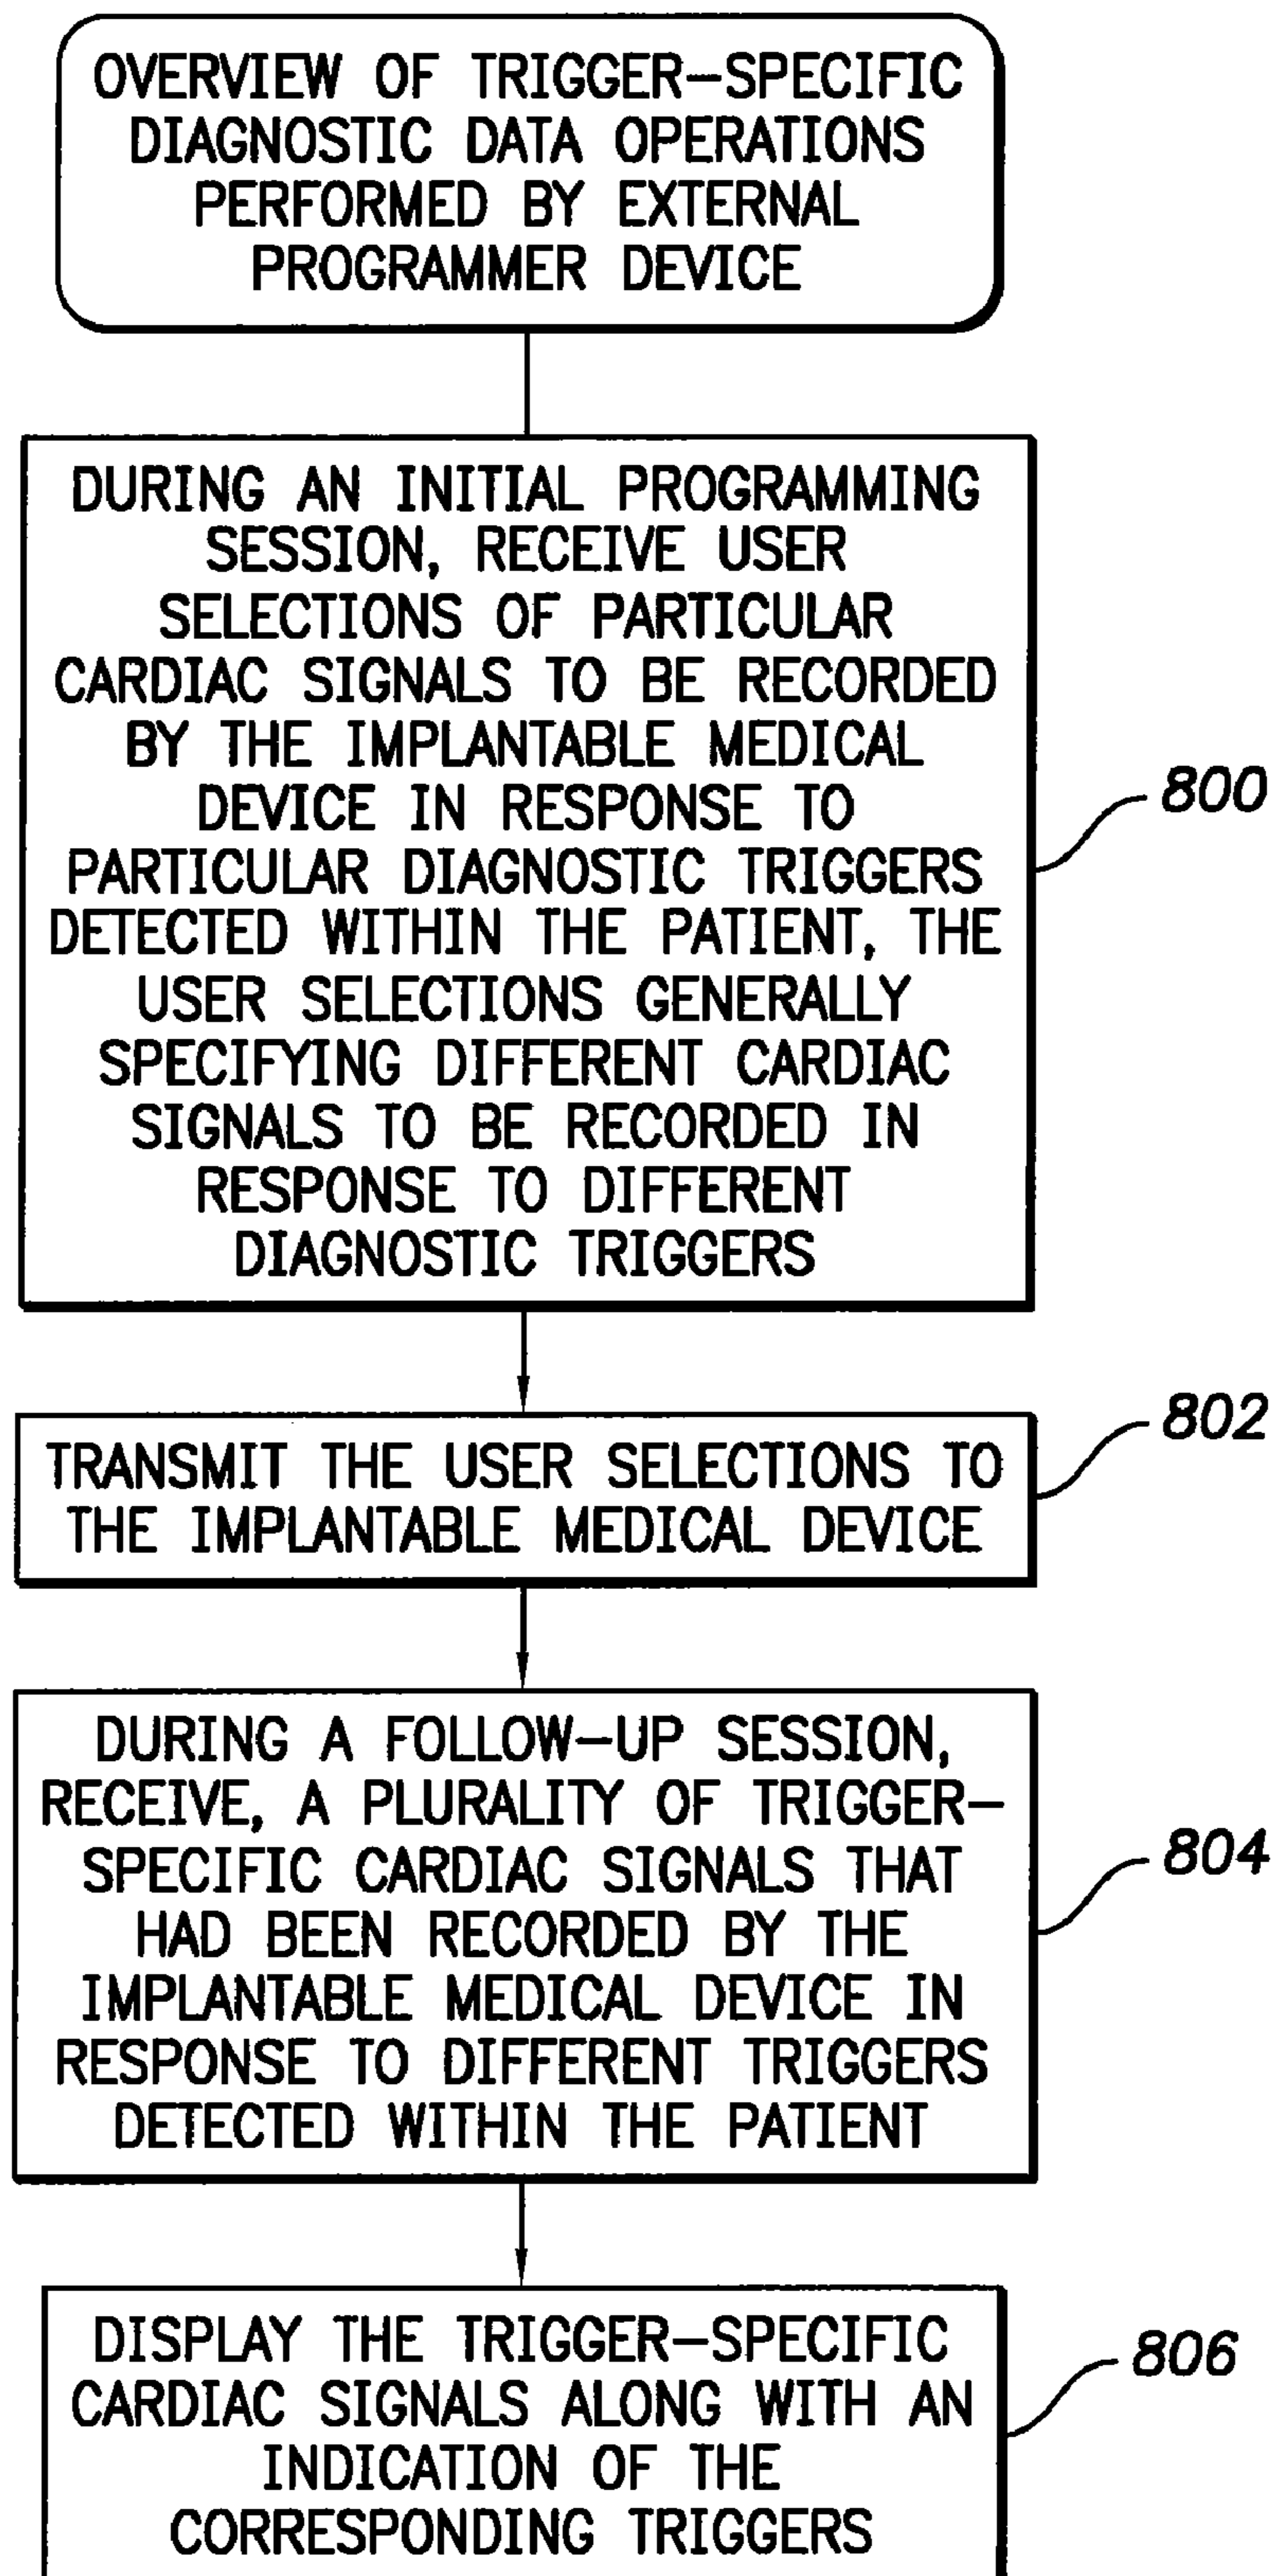 OVERVIEW OF TRIGGER–SPECIFIC
DIAGNOSTIC DATA OPERATIONS
PERFORMED BY EXTERNAL
PROGRAMMER DEVICE
DURING AN INITIAL PROGRAMMING
SESSION, RECEIVE USER
SELECTIONS OF PARTICULAR
CARDIAC SIGNALS TO BE RECORDED
BY THE IMPLANTABLE MEDICAL
DEVICE IN RESPONSE TO
PARTICULAR DIAGNOSTIC TRIGGERS
DETECTED WITHIN THE PATIENT, THE
USER SELECTIONS GENERALLY
SPECIFYING DIFFERENT CARDIAC
SIGNALS TO BE RECORDED IN
RESPONSE TO DIFFERENT
DIAGNOSTIC TRIGGERS
800
TRANSMIT THE USER SELECTIONS TO
THE IMPLANTABLE MEDICAL DEVICE
802
DURING A FOLLOW–UP SESSION,
RECEIVE, A PLURALITY OF TRIGGER–
SPECIFIC CARDIAC SIGNALS THAT
HAD BEEN RECORDED BY THE
IMPLANTABLE MEDICAL DEVICE IN
RESPONSE TO DIFFERENT TRIGGERS
DETECTED WITHIN THE PATIENT
804
DISPLAY THE TRIGGER–SPECIFIC
CARDIAC SIGNALS ALONG WITH AN
INDICATION OF THE
CORRESPONDING TRIGGERS
806